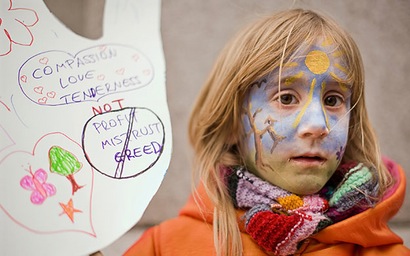 COMPASSION
LOVE
TENDERNESS
NOT
PROFIT
MISTRUST
GREED